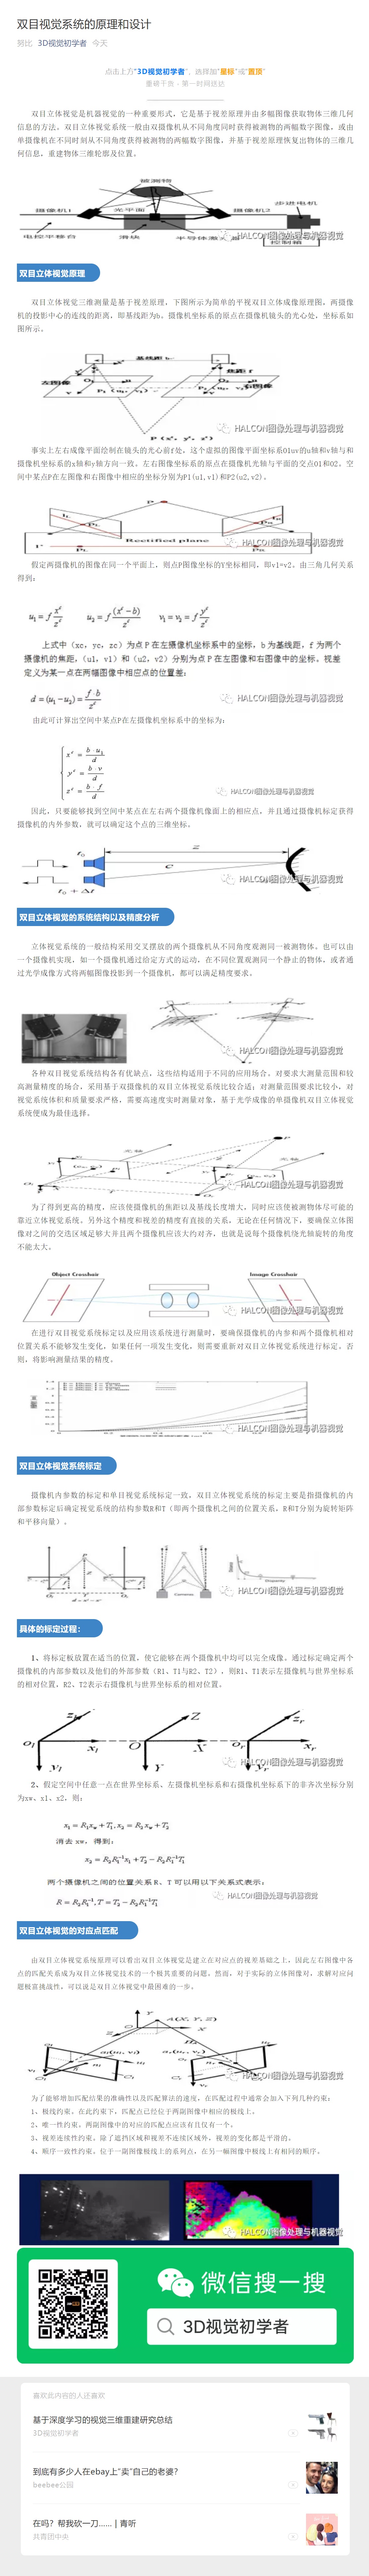 双目视觉系统的原理和设计
努比 3D视觉初学者 今天
点击上方“3D视觉初学者”，选择加“星标”或“置顶”
重磅干货，第一时间送达
双目立体视觉是机器视觉的一种重要形式，它是基于视差原理并由多幅图像获取物体三维几何
信息的方法。双目立体视觉系统一般由双摄像机从不同角度同时获得被测物的两幅数字图像，或由
单摄像机在不同时刻从不同角度获得被测物的两幅数字图像，并基于视差原理恢复出物体的三维几
何信息，重建物体三维轮廓及位置。
被测物
摄像机1 光平面 摄像机2 步进电机
电控平移台 滑块 半导体激
控制箱
HALCON图像处理与机器视觉
双目立体视觉原理
双目立体视觉三维测量是基于视差原理，下图所示为简单的平视双目立体成像原理图，两摄像
机的投影中心的连线的距离，即基线距为b。摄像机坐标系的原点在摄像机镜头的光心处，坐标系如
图所示。
基线距 b
焦距 f
左图像
右图像
HALCON图像处理与机器视觉
事实上左右成像平面绘制在镜头的光心前f处。这个虚拟的图像平面坐标系O1uv的u轴和v轴与和
摄像机坐标系的x轴和y轴方向一致。左右图像坐标系的原点在摄像机光轴与平面的交点O1和O2。空
间中某点P在左图像和右图像中相应的坐标分别为P1(u1,v1)和P2(u2,v2)。
Rectified plane
HALCON图像处理与机器视觉
假定两摄像机的图像在同一个平面上，则点P图像坐标的Y坐标相同，即v1=v2。由三角几何关系
得到：
u₁=f xᶜ/zᶜ u₂=f (xᶜ-b)/zᶜ v₁=v₂=f yᶜ/zᶜ
上式中（xc，yc，zc）为点 P 在左摄像机坐标系中的坐标，b 为基线距，f 为两个
摄像机的焦距，（u1，v1）和（u2，v2）分别为点 P 在左图像和右图像中的坐标。视差
定义为某一点在两幅图像中相应点的位置差：
d=(u₁-u₂)= f·b/zᶜ
HALCON图像处理与机器视觉
由此可计算出空间中某点P在左摄像机坐标系中的坐标为：
xᶜ= b·u₁/d
yᶜ= b·v/d
zᶜ= b·f/d
HALCON图像处理与机器视觉
因此，只要能够找到空间中某点在左右两个摄像机像面上的相应点，并且通过摄像机标定获得
摄像机的内外参数，就可以确定这个点的三维坐标。
HALCON图像处理与机器视觉
双目立体视觉的系统结构以及精度分析
立体视觉系统的一般结构采用交叉摆放的两个摄像机从不同角度观测同一被测物体。也可以由
一个摄像机实现，如一个摄像机通过给定方式的运动，在不同位置观测同一个静止的物体，或者通
过光学成像方式将两幅图像投影到一个摄像机，都可以满足精度要求。
HALCON图像处理与机器视觉
各种双目视觉系统结构各有优缺点，这些结构适用于不同的应用场合。对要求大测量范围和较
高测量精度的场合，采用基于双摄像机的双目立体视觉系统比较合适；对测量范围要求比较小，对
视觉系统体积和质量要求严格，需要高速度实时测量对象，基于光学成像的单摄像机双目立体视觉
系统便成为最佳选择。
HALCON图像处理与机器视觉
为了得到更高的精度，应该使摄像机的焦距以及基线长度增大，同时应该使被测物体尽可能的
靠近立体视觉系统。另外这个精度和视差的精度有直接的关系。无论在任何情况下，要确保立体图
像对之间的交迭区域足够大并且两个摄像机应该大约对齐，也就是说每个摄像机绕光轴旋转的角度
不能太大。
Object Crosshair Image Crosshair
HALCON图像处理与机器视觉
在进行双目视觉系统标定以及应用该系统进行测量时，要确保摄像机的内参和两个摄像机相对
位置关系不能够发生变化，如果任何一项发生变化，则需要重新对双目立体视觉系统进行标定。否
则，将影响测量结果的精度。
HALCON图像处理与机器视觉
双目立体视觉系统标定
摄像机内参数的标定和单目视觉系统标定一致，双目立体视觉系统的标定主要是指摄像机的内
部参数标定后确定视觉系统的结构参数R和T（即两个摄像机之间的位置关系，R和T分别为旋转矩阵
和平移向量）。
HALCON图像处理与机器视觉
具体的标定过程：
1、将标定板放置在适当的位置，使它能够在两个摄像机中均可以完全成像。通过标定确定两个
摄像机的内部参数以及他们的外部参数（R1、T1与R2、T2），则R1、T1表示左摄像机与世界坐标系
的相对位置，R2、T2表示右摄像机与世界坐标系的相对位置。
HALCON图像处理与机器视觉
2、假定空间中任意一点在世界坐标系、左摄像机坐标系和右摄像机坐标系下的非齐次坐标分别
为xw、x1、x2，则：
x₁ = R₁x_w + T₁, x₂ = R₂x_w + T₂
消去 xw，得到：
x₂ = R₂R₁⁻¹x₁ + T₂ − R₂R₁⁻¹T₁
两个摄像机之间的位置关系 R、T 可以用以下关系式表示：
R = R₂R₁⁻¹, T = T₂ − R₂R₁⁻¹T₁
HALCON图像处理与机器视觉
双目立体视觉的对应点匹配
由双目立体视觉系统原理可以看出双目立体视觉是建立在对应点的视差基础之上，因此左右图像中各
点的匹配关系成为双目立体视觉技术的一个极其重要的问题。然而，对于实际的立体图像对，求解对应问
题极富挑战性，可以说是双目立体视觉中最困难的一步。
HALCON图像处理与机器视觉
为了能够增加匹配结果的准确性以及匹配算法的速度，在匹配过程中通常会加入下列几种约束：
1、极线约束。在此约束下，匹配点已经位于两副图像中相应的极线上。
2、唯一性约束。两副图像中的对应的匹配点应该有且仅有一个。
3、视差连续性约束。除了遮挡区域和视差不连续区域外，视差的变化都是平滑的。
4、顺序一致性约束。位于一副图像极线上的系列点，在另一幅图像中极线上有相同的顺序。
HALCON图像处理与机器视觉
微信搜一搜
3D视觉初学者
喜欢此内容的人还喜欢
基于深度学习的视觉三维重建研究总结
3D视觉初学者
到底有多少人在ebay上“卖”自己的老婆？
beebee公园
在吗？帮我砍一刀…… | 青听
共青团中央